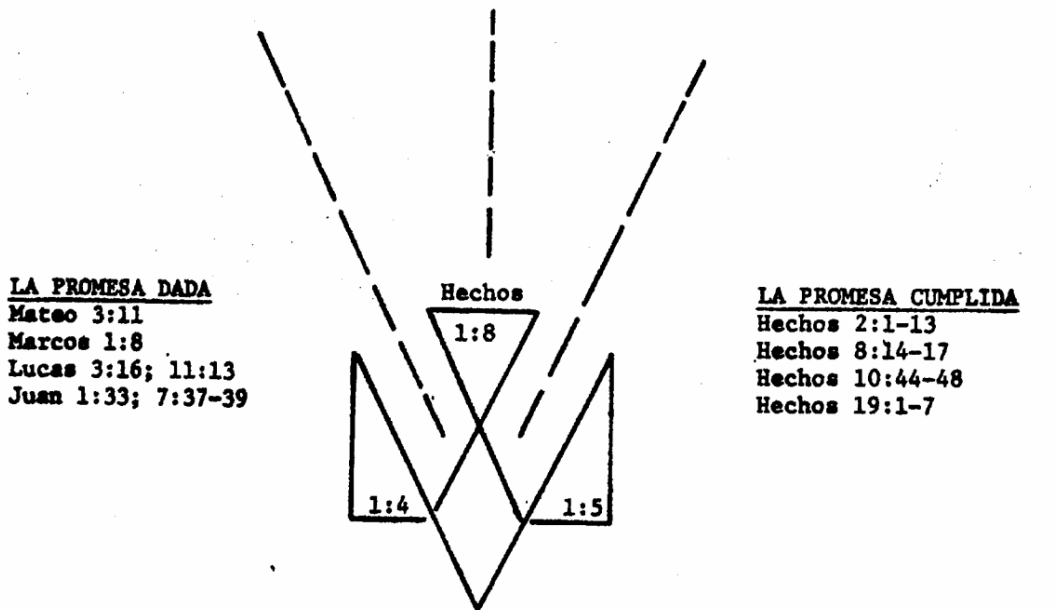 LA PROMESA DADA
Mateo 3:11
Marcos 1:8
Lucas 3:16; 11:13
Juan 1:33; 7:37-39
Hechos
1:8
1:4
1:5
LA PROMESA CUMPLIDA
Hechos 2:1-13
Hechos 8:14-17
Hechos 10:44-48
Hechos 19:1-7